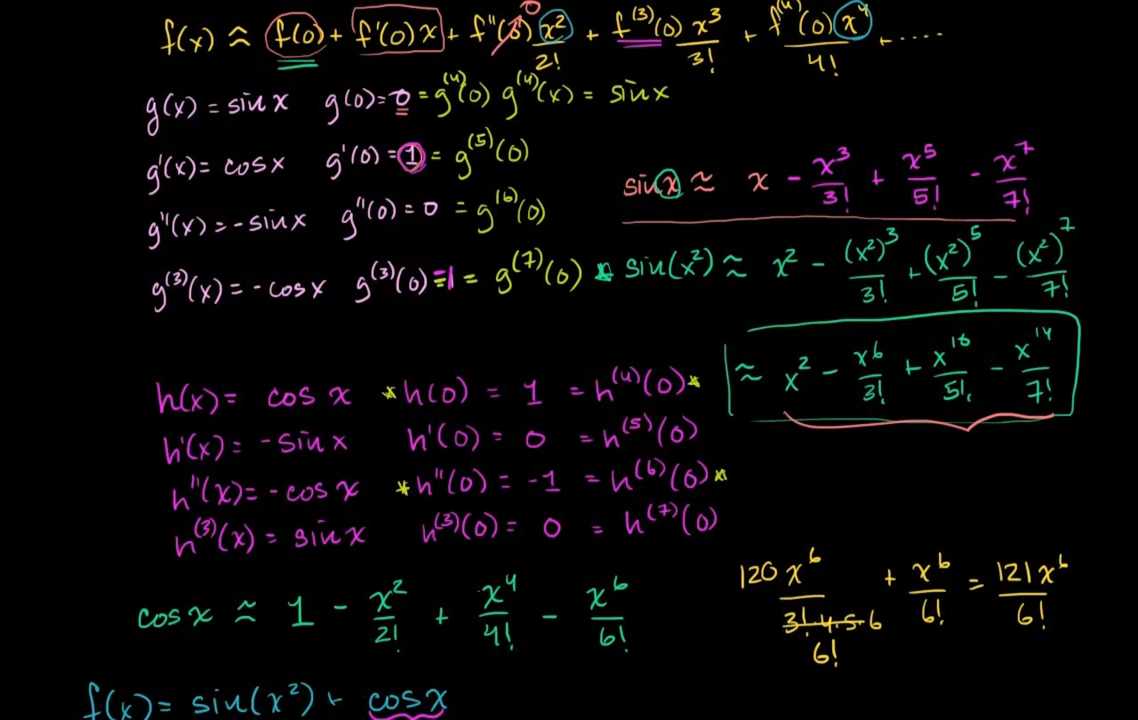 f(x) ≈ f(0) + f'(0) x + f''(0) x²/2! + f⁽³⁾(0) x³/3! + f⁽⁴⁾(0) x⁴/4! + ....
0
g(x) = sin x g(0) = 0 = g⁽⁴⁾(0) g⁽⁴⁾(x) = sin x
g'(x) = cos x g'(0) = 1 = g⁽⁵⁾(0)
g''(x) = - sin x g''(0) = 0 = g⁽⁶⁾(0)
g⁽³⁾(x) = - cos x g⁽³⁾(0) = -1 = g⁽⁷⁾(0)
sin x ≈ x - x³/3! + x⁵/5! - x⁷/7!
* sin(x²) ≈ x² - (x²)³/3! + (x²)⁵/5! - (x²)⁷/7!
≈ x² - x⁶/3! + x¹⁰/5! - x¹⁴/7!
h(x) = cos x * h(0) = 1 = h⁽⁴⁾(0) *
h'(x) = - sin x h'(0) = 0 = h⁽⁵⁾(0)
h''(x) = - cos x * h''(0) = -1 = h⁽⁶⁾(0) *
h⁽³⁾(x) = sin x h⁽³⁾(0) = 0 = h⁽⁷⁾(0)
cos x ≈ 1 - x²/2! + x⁴/4! - x⁶/6!
120 x⁶/3!·4·5·6 + x⁶/6! = 121 x⁶/6!
6!
f(x) = sin(x²) + cos x